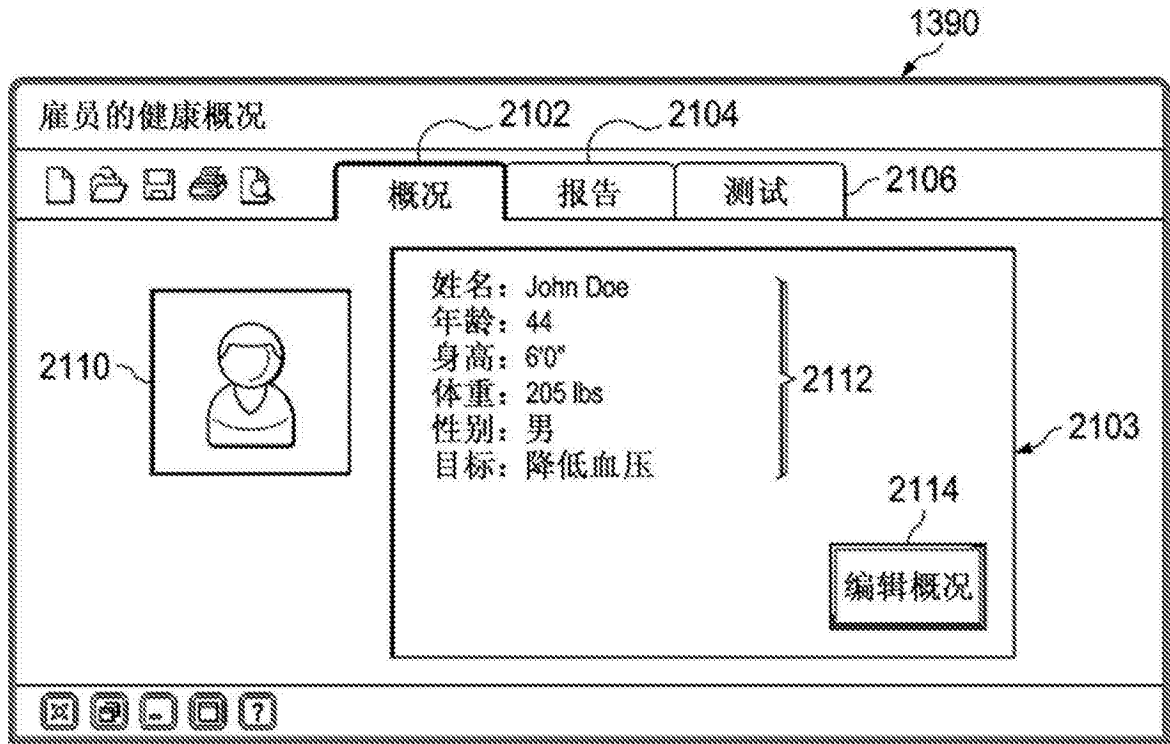 1390
雇员的健康概况
2102
2104
概况
报告
测试
2106
姓名：John Doe
年龄：44
身高：6'0"
体重：205 lbs
性别：男
目标：降低血压
2110
2112
2103
2114
编辑概况
?